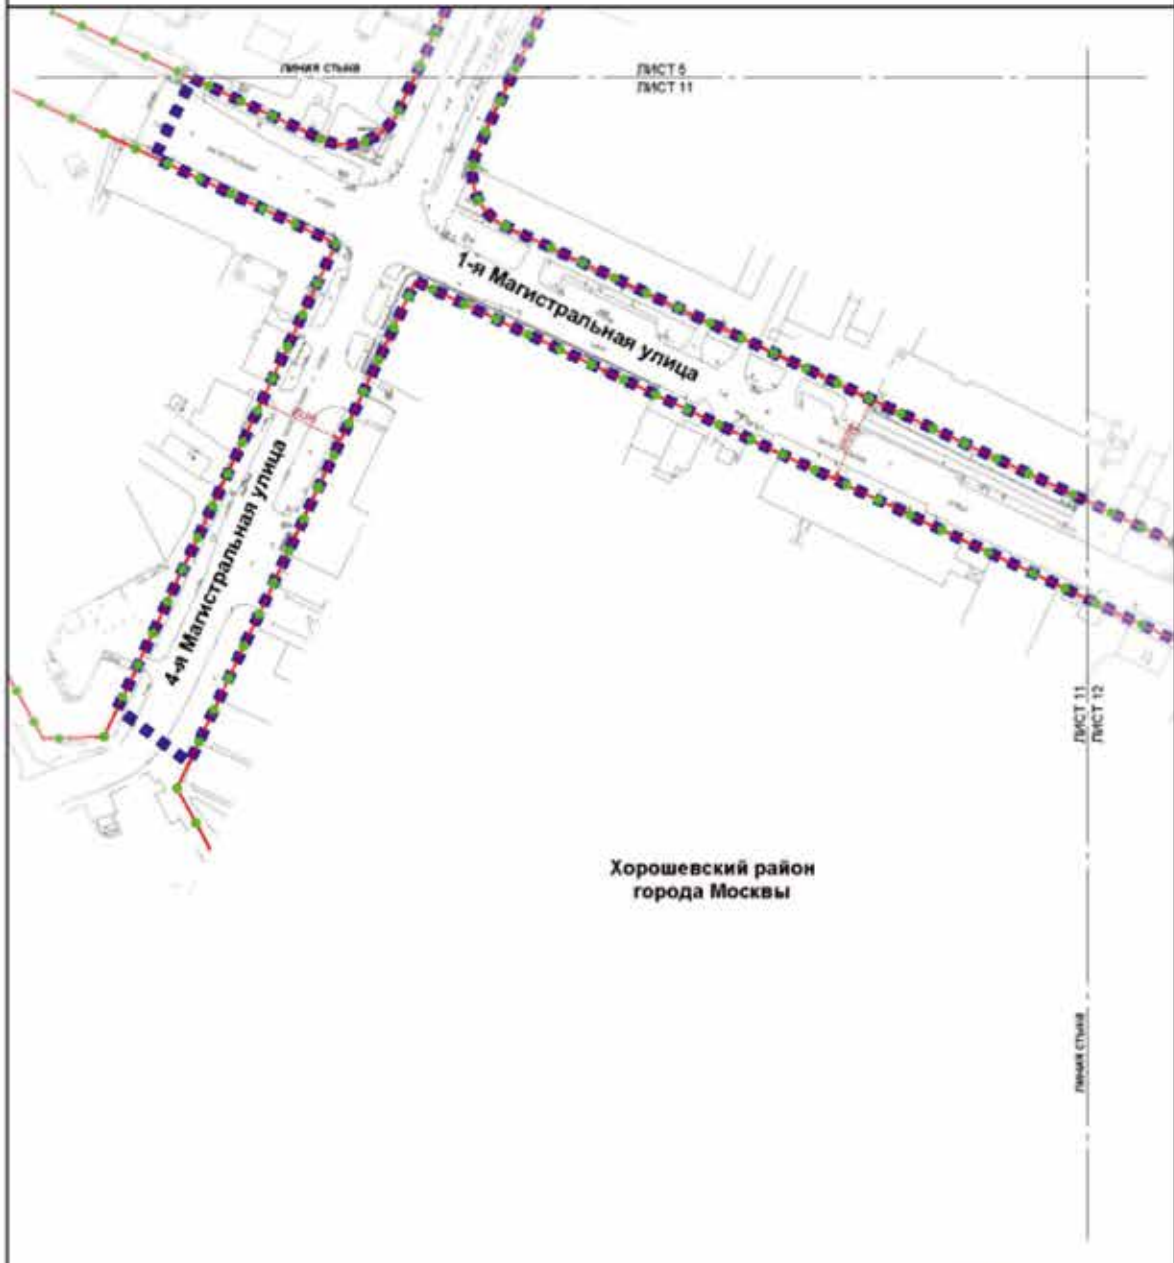 линия стыка
ЛИСТ 5
ЛИСТ 11
1-я Магистральная улица
4-я Магистральная улица
ЛИСТ 11
ЛИСТ 12
Хорошевский район
города Москвы
линия стыка